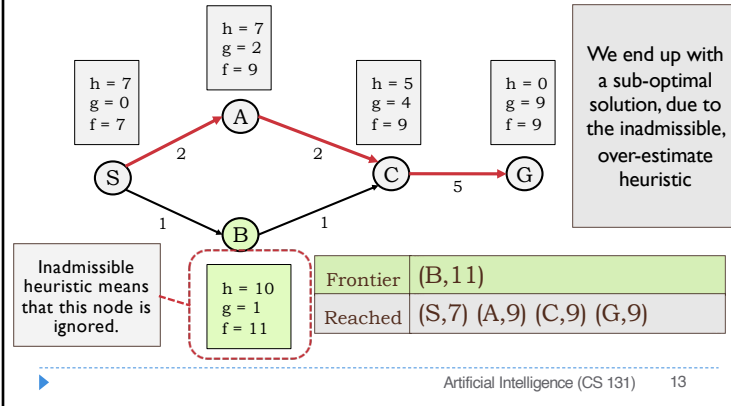 h = 7
g = 2
f = 9
h = 7
g = 0
f = 7
h = 5
g = 4
f = 9
h = 0
g = 9
f = 9
We end up with
a sub-optimal
solution, due to
the inadmissible,
over-estimate
heuristic
A
2
2
S
C
5
G
1
1
B
Inadmissible
heuristic means
that this node is
ignored.
h = 10
g = 1
f = 11
Frontier (B,11)
Reached (S,7) (A,9) (C,9) (G,9)
Artificial Intelligence (CS 131) 13